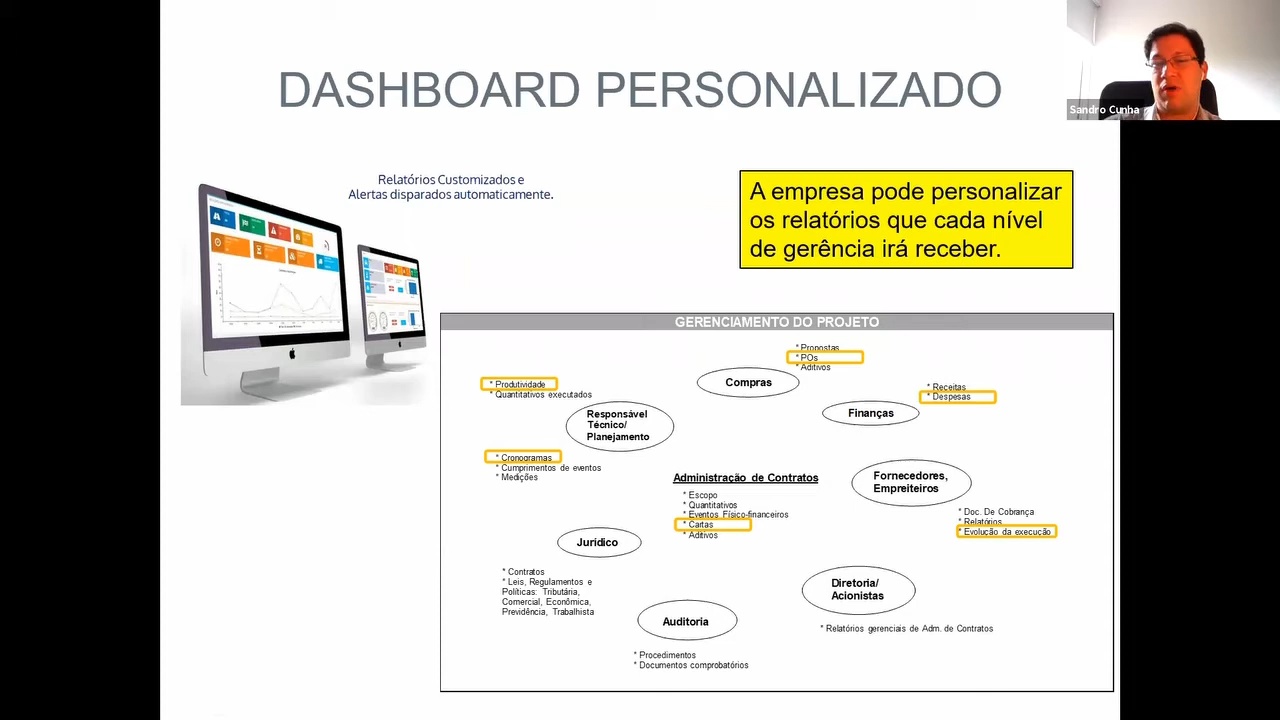 DASHBOARD PERSONALIZADO
Sandro Cunha
Relatórios Customizados e
Alertas disparados automaticamente.
A empresa pode personalizar
os relatórios que cada nível
de gerência irá receber.
GERENCIAMENTO DO PROJETO
* Propostas
* POs
* Aditivos
Compras
* Receitas
* Despesas
Finanças
* Produtividade
* Quantitativos executados
Responsável
Técnico/
Planejamento
* Cronogramas
* Cumprimentos de eventos
* Medições
Administração de Contratos
* Escopo
* Quantitativos
* Eventos Físico-financeiros
* Cartas
* Aditivos
Fornecedores,
Empreiteiros
* Doc. De Cobrança
* Relatórios
* Evolução da execução
Jurídico
* Contratos
* Leis, Regulamentos e
Políticas: Tributária,
Comercial, Econômica,
Previdência, Trabalhista
Diretoria/
Acionistas
* Relatórios gerenciais de Adm. de Contratos
Auditoria
* Procedimentos
* Documentos comprobatórios